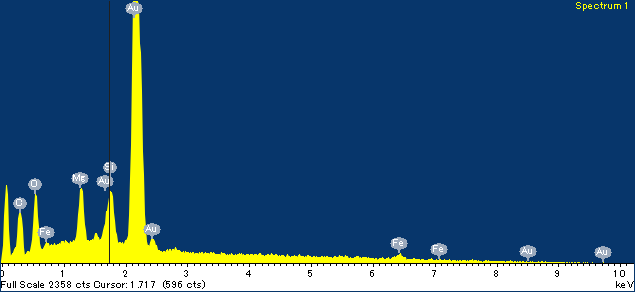 Spectrum 1
Au
Si
Mg
Au
O
O
Fe
Au
Fe
Fe
Au
Au
0 1 2 3 4 5 6 7 8 9 10
Full Scale 2358 cts Cursor: 1.717 (596 cts) keV